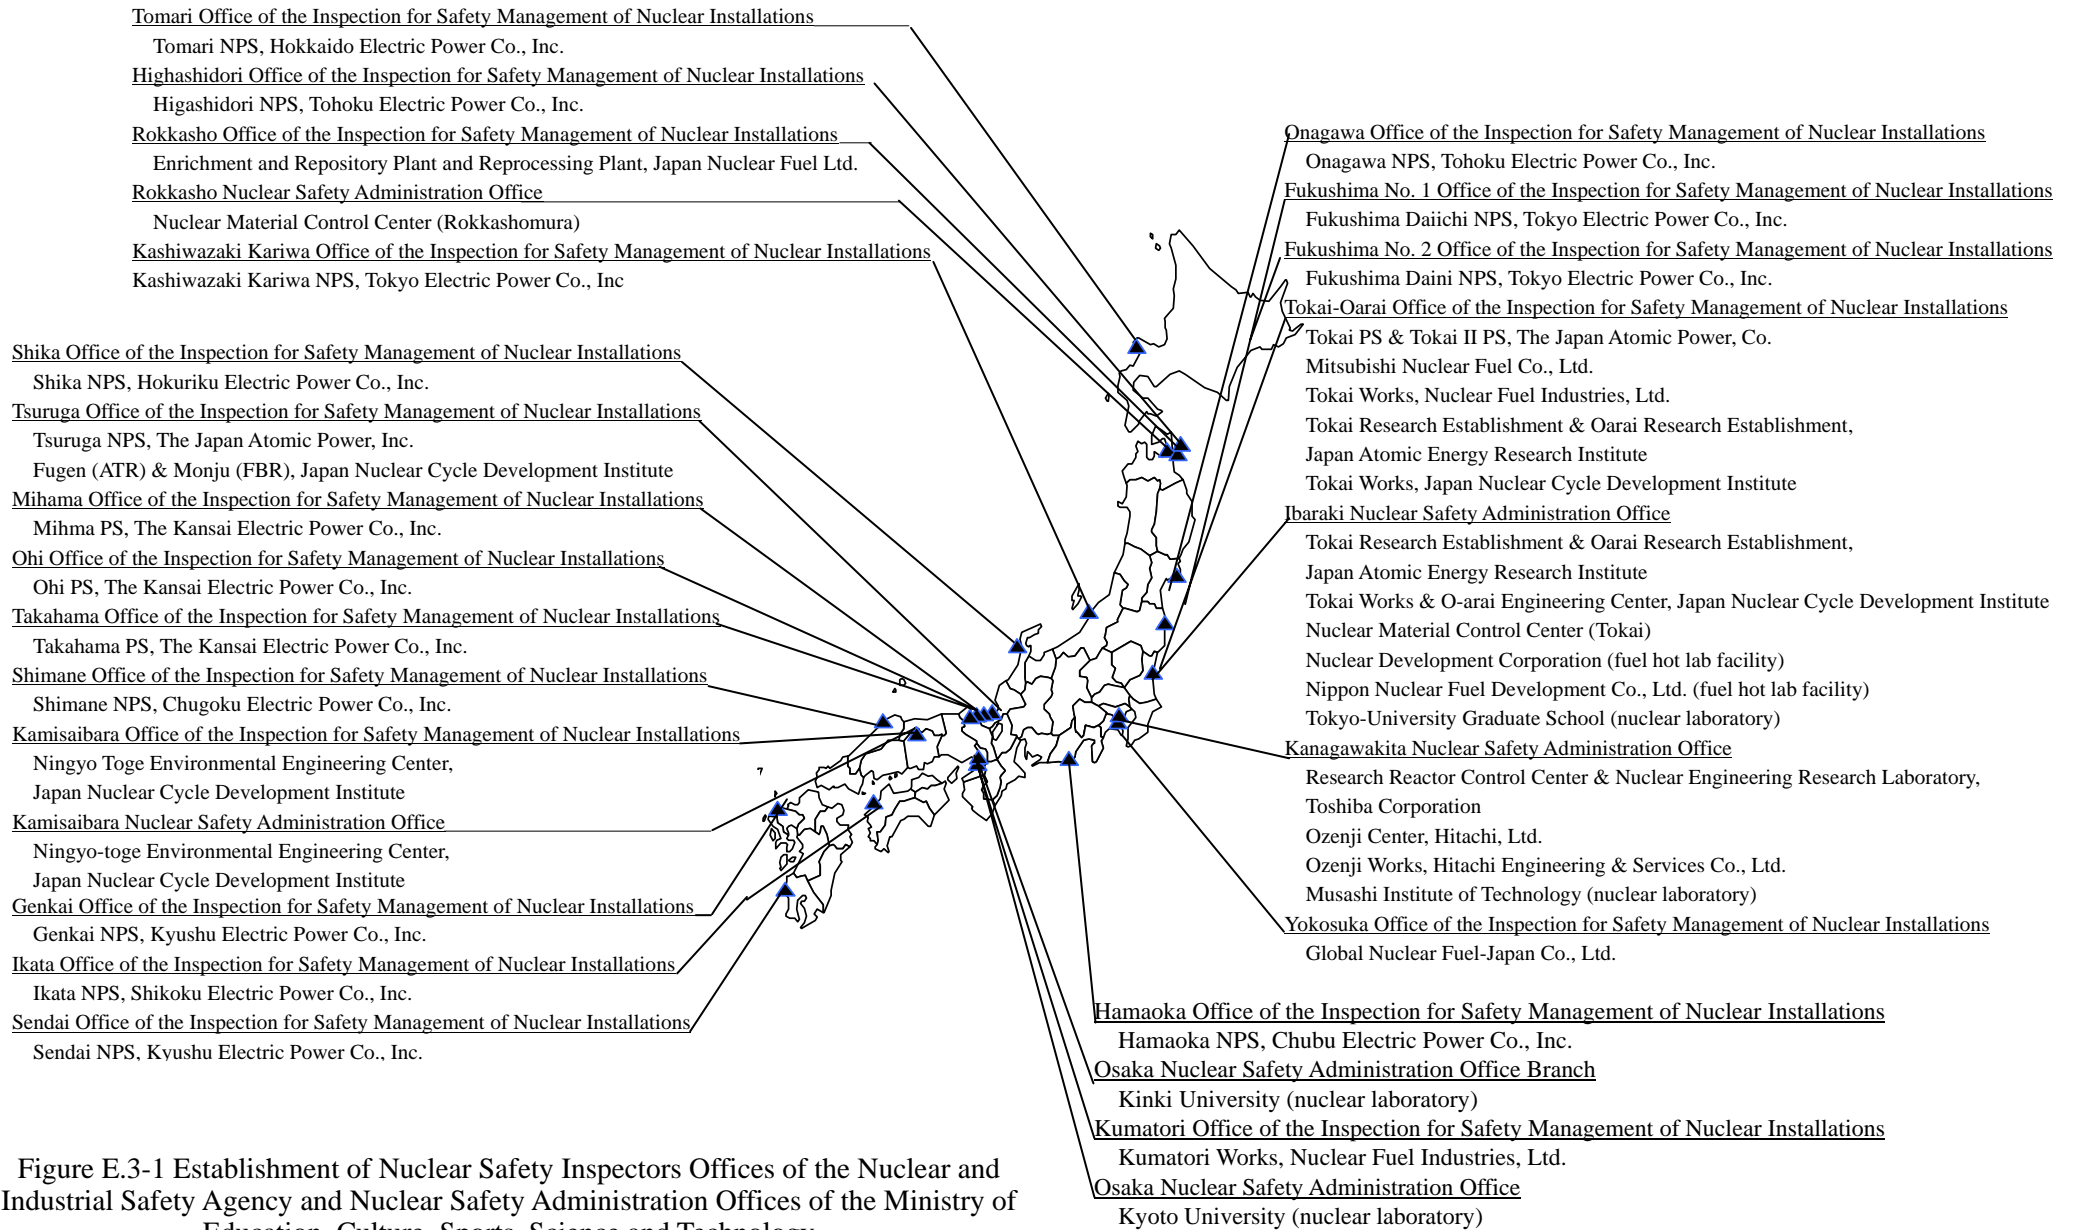 Tomari Office of the Inspection for Safety Management of Nuclear Installations
Tomari NPS, Hokkaido Electric Power Co., Inc.
Highashidori Office of the Inspection for Safety Management of Nuclear Installations
Higashidori NPS, Tohoku Electric Power Co., Inc.
Rokkasho Office of the Inspection for Safety Management of Nuclear Installations
Enrichment and Repository Plant and Reprocessing Plant, Japan Nuclear Fuel Ltd.
Rokkasho Nuclear Safety Administration Office
Nuclear Material Control Center (Rokkashomura)
Kashiwazaki Kariwa Office of the Inspection for Safety Management of Nuclear Installations
Kashiwazaki Kariwa NPS, Tokyo Electric Power Co., Inc
Shika Office of the Inspection for Safety Management of Nuclear Installations
Shika NPS, Hokuriku Electric Power Co., Inc.
Tsuruga Office of the Inspection for Safety Management of Nuclear Installations
Tsuruga NPS, The Japan Atomic Power, Inc.
Fugen (ATR) & Monju (FBR), Japan Nuclear Cycle Development Institute
Mihama Office of the Inspection for Safety Management of Nuclear Installations
Mihma PS, The Kansai Electric Power Co., Inc.
Ohi Office of the Inspection for Safety Management of Nuclear Installations
Ohi PS, The Kansai Electric Power Co., Inc.
Takahama Office of the Inspection for Safety Management of Nuclear Installations
Takahama PS, The Kansai Electric Power Co., Inc.
Shimane Office of the Inspection for Safety Management of Nuclear Installations
Shimane NPS, Chugoku Electric Power Co., Inc.
Kamisaibara Office of the Inspection for Safety Management of Nuclear Installations
Ningyo Toge Environmental Engineering Center,
Japan Nuclear Cycle Development Institute
Kamisaibara Nuclear Safety Administration Office
Ningyo-toge Environmental Engineering Center,
Japan Nuclear Cycle Development Institute
Genkai Office of the Inspection for Safety Management of Nuclear Installations
Genkai NPS, Kyushu Electric Power Co., Inc.
Ikata Office of the Inspection for Safety Management of Nuclear Installations
Ikata NPS, Shikoku Electric Power Co., Inc.
Sendai Office of the Inspection for Safety Management of Nuclear Installations
Sendai NPS, Kyushu Electric Power Co., Inc.
Onagawa Office of the Inspection for Safety Management of Nuclear Installations
Onagawa NPS, Tohoku Electric Power Co., Inc.
Fukushima No. 1 Office of the Inspection for Safety Management of Nuclear Installations
Fukushima Daiichi NPS, Tokyo Electric Power Co., Inc.
Fukushima No. 2 Office of the Inspection for Safety Management of Nuclear Installations
Fukushima Daini NPS, Tokyo Electric Power Co., Inc.
Tokai-Oarai Office of the Inspection for Safety Management of Nuclear Installations
Tokai PS & Tokai II PS, The Japan Atomic Power, Co.
Mitsubishi Nuclear Fuel Co., Ltd.
Tokai Works, Nuclear Fuel Industries, Ltd.
Tokai Research Establishment & Oarai Research Establishment,
Japan Atomic Energy Research Institute
Tokai Works, Japan Nuclear Cycle Development Institute
Ibaraki Nuclear Safety Administration Office
Tokai Research Establishment & Oarai Research Establishment,
Japan Atomic Energy Research Institute
Tokai Works & O-arai Engineering Center, Japan Nuclear Cycle Development Institute
Nuclear Material Control Center (Tokai)
Nuclear Development Corporation (fuel hot lab facility)
Nippon Nuclear Fuel Development Co., Ltd. (fuel hot lab facility)
Tokyo-University Graduate School (nuclear laboratory)
Kanagawakita Nuclear Safety Administration Office
Research Reactor Control Center & Nuclear Engineering Research Laboratory,
Toshiba Corporation
Ozenji Center, Hitachi, Ltd.
Ozenji Works, Hitachi Engineering & Services Co., Ltd.
Musashi Institute of Technology (nuclear laboratory)
Yokosuka Office of the Inspection for Safety Management of Nuclear Installations
Global Nuclear Fuel-Japan Co., Ltd.
Hamaoka Office of the Inspection for Safety Management of Nuclear Installations
Hamaoka NPS, Chubu Electric Power Co., Inc.
Osaka Nuclear Safety Administration Office Branch
Kinki University (nuclear laboratory)
Kumatori Office of the Inspection for Safety Management of Nuclear Installations
Kumatori Works, Nuclear Fuel Industries, Ltd.
Osaka Nuclear Safety Administration Office
Kyoto University (nuclear laboratory)
Figure E.3-1 Establishment of Nuclear Safety Inspectors Offices of the Nuclear and
Industrial Safety Agency and Nuclear Safety Administration Offices of the Ministry of
Education, Culture, Sports, Science and Technology